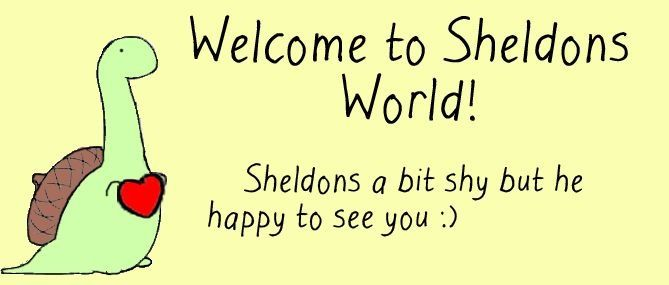 Welcome to Sheldons
World!
Sheldons a bit shy but he
happy to see you :)